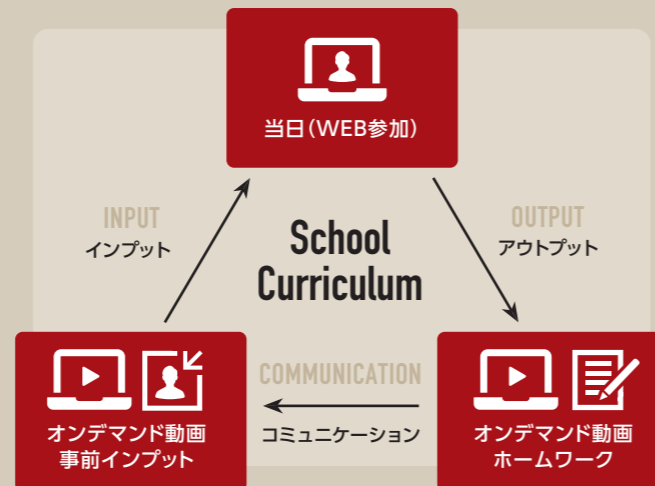 当日(WEB参加)
INPUT
インプット
OUTPUT
アウトプット
School
Curriculum
COMMUNICATION
コミュニケーション
オンデマンド動画
事前インプット
オンデマンド動画
ホームワーク